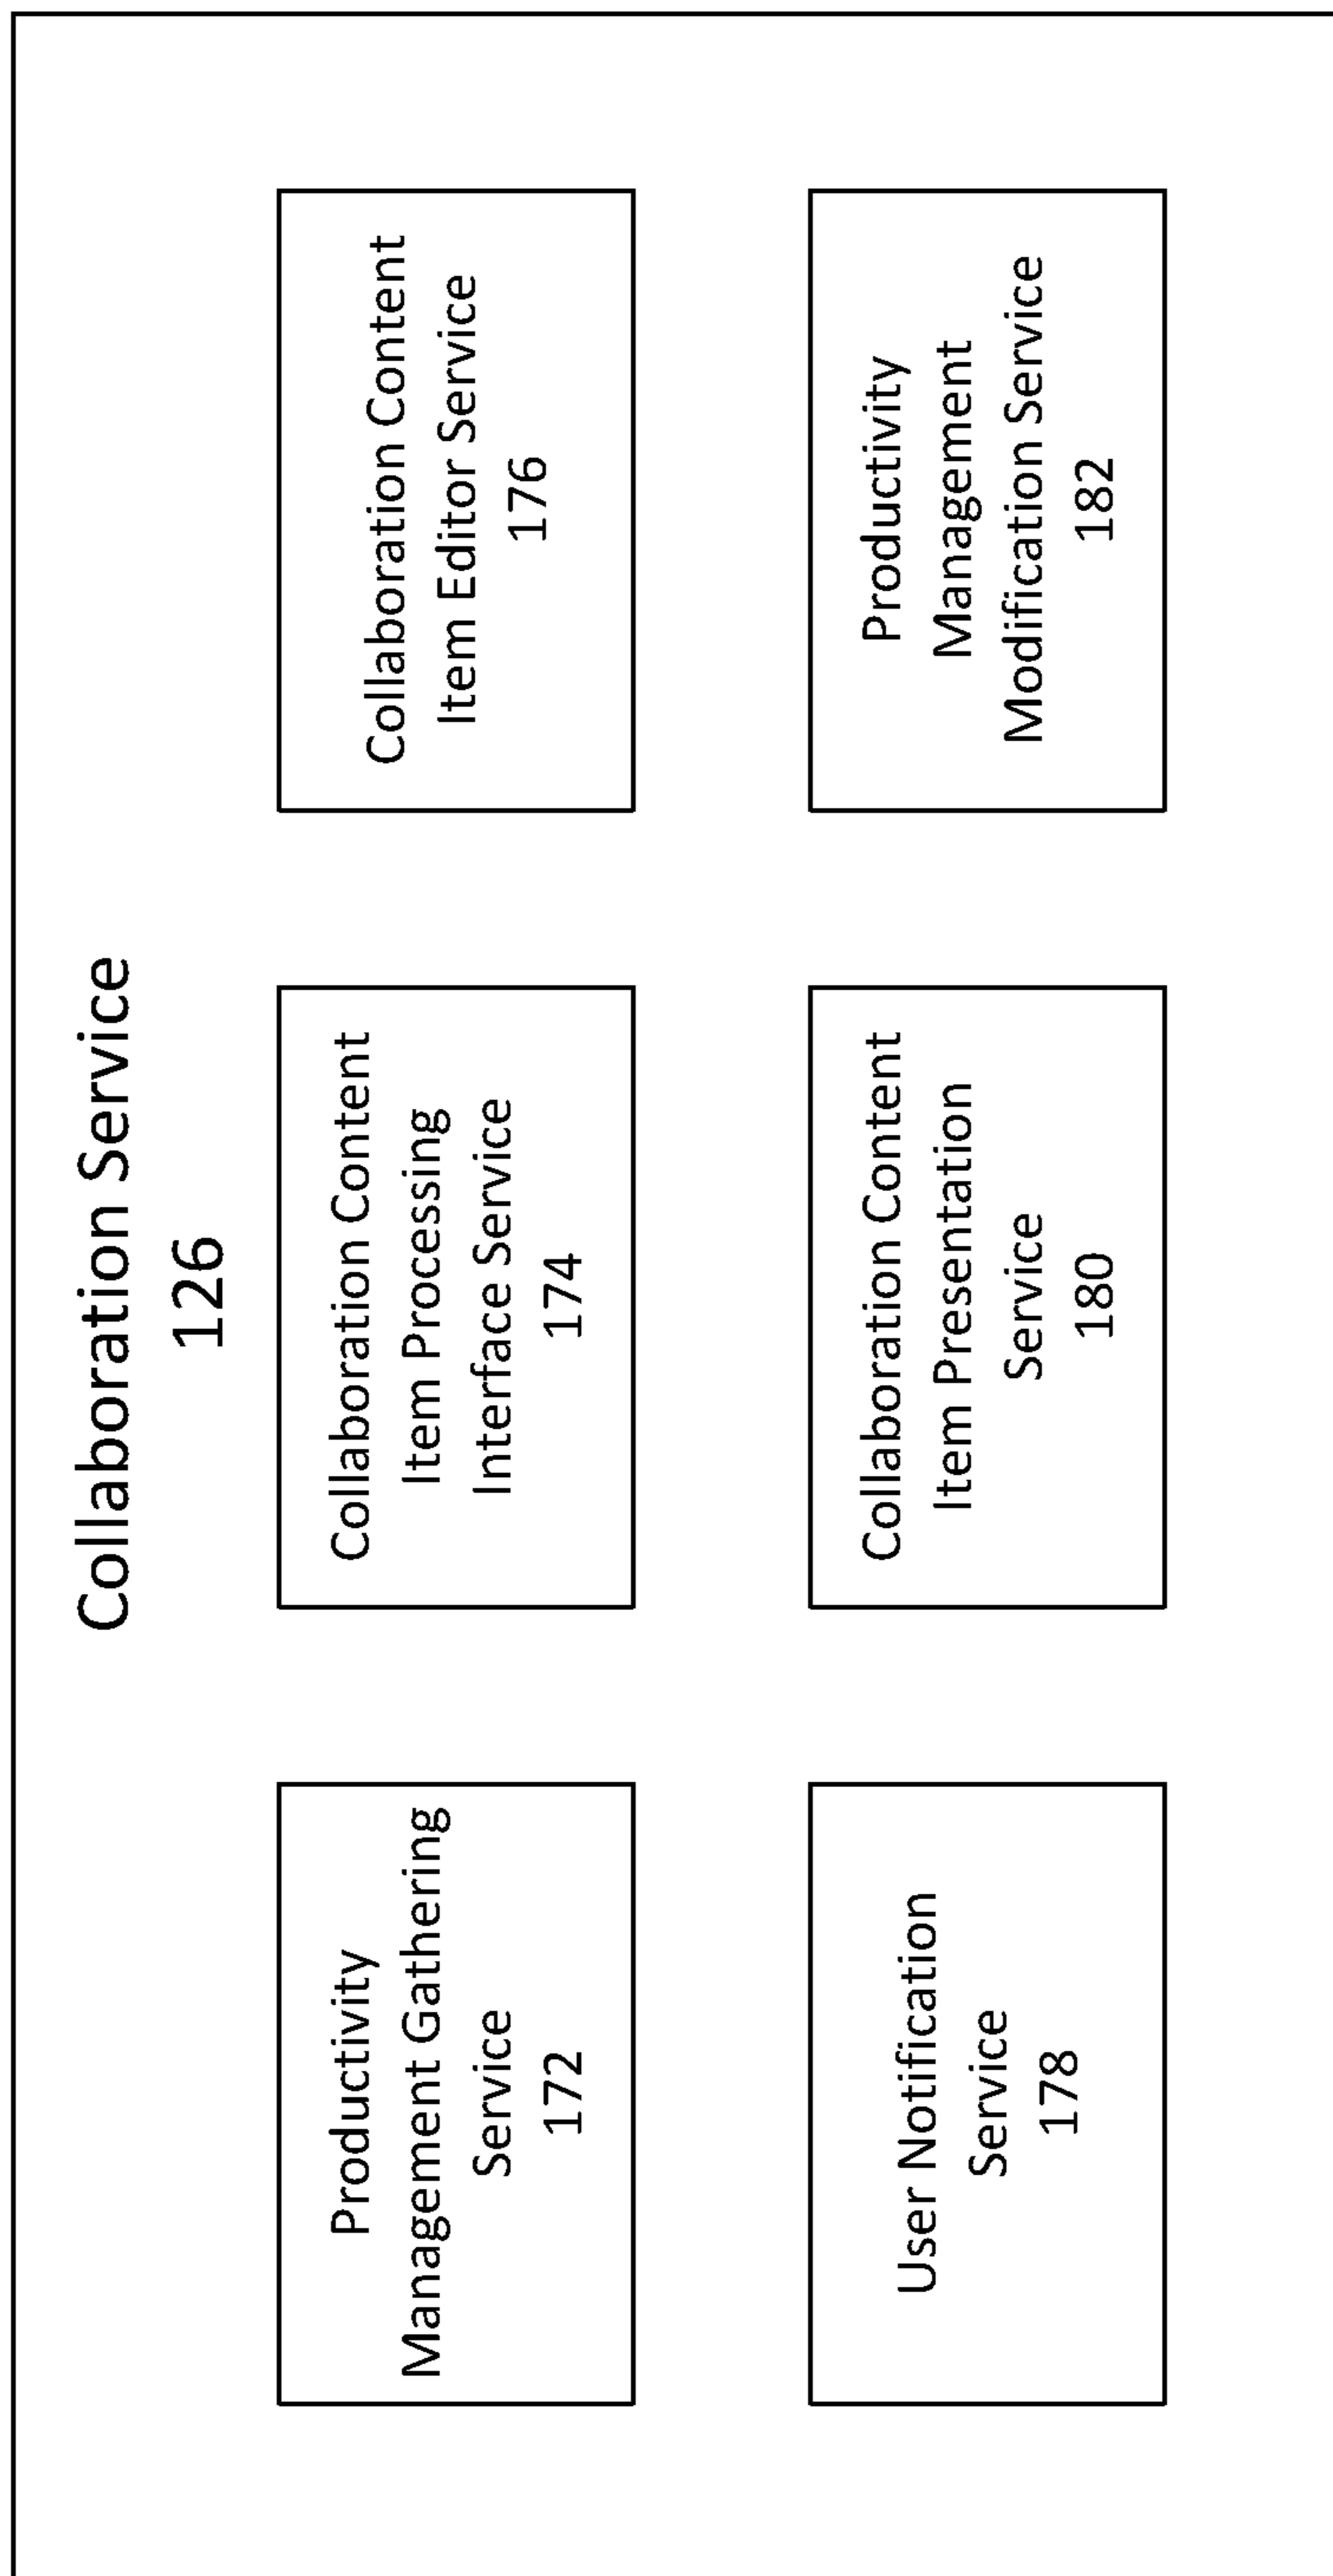 Collaboration Service
126
Productivity
Management Gathering
Service
172
Collaboration Content
Item Processing
Interface Service
174
Collaboration Content
Item Editor Service
176
User Notification
Service
178
Collaboration Content
Item Presentation
Service
180
Productivity
Management
Modification Service
182